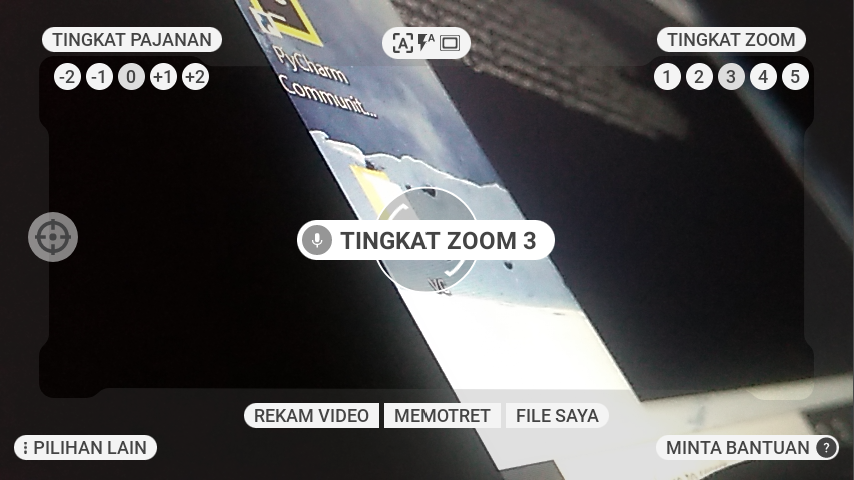 TINGKAT PAJANAN
-2 -1 0 +1 +2
A A
TINGKAT ZOOM
1 2 3 4 5
PyCharm
Communit...
TINGKAT ZOOM 3
REKAM VIDEO
MEMOTRET
FILE SAYA
PILIHAN LAIN
MINTA BANTUAN ?